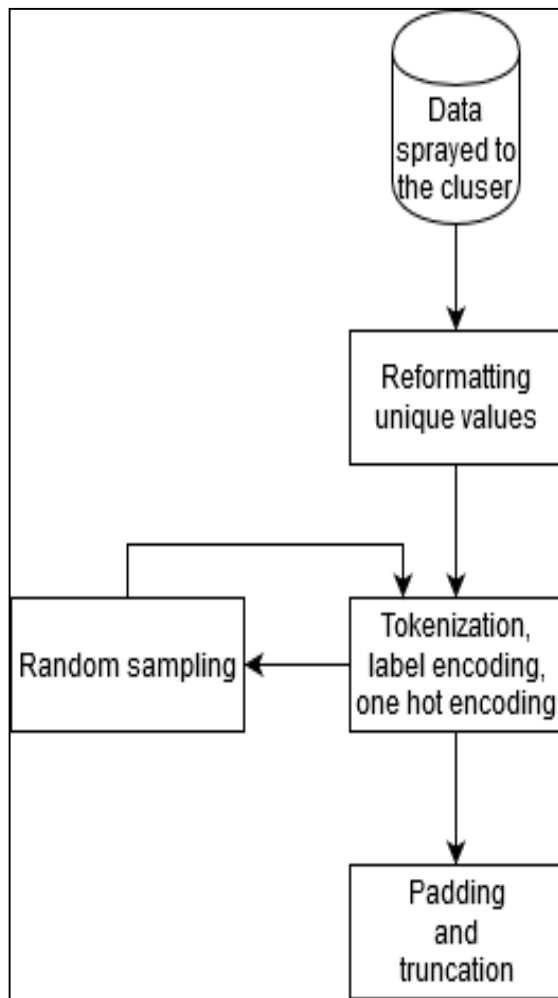 Data
sprayed to
the cluser
Reformatting
unique values
Tokenization,
label encoding,
one hot encoding
Random sampling
Padding
and
truncation